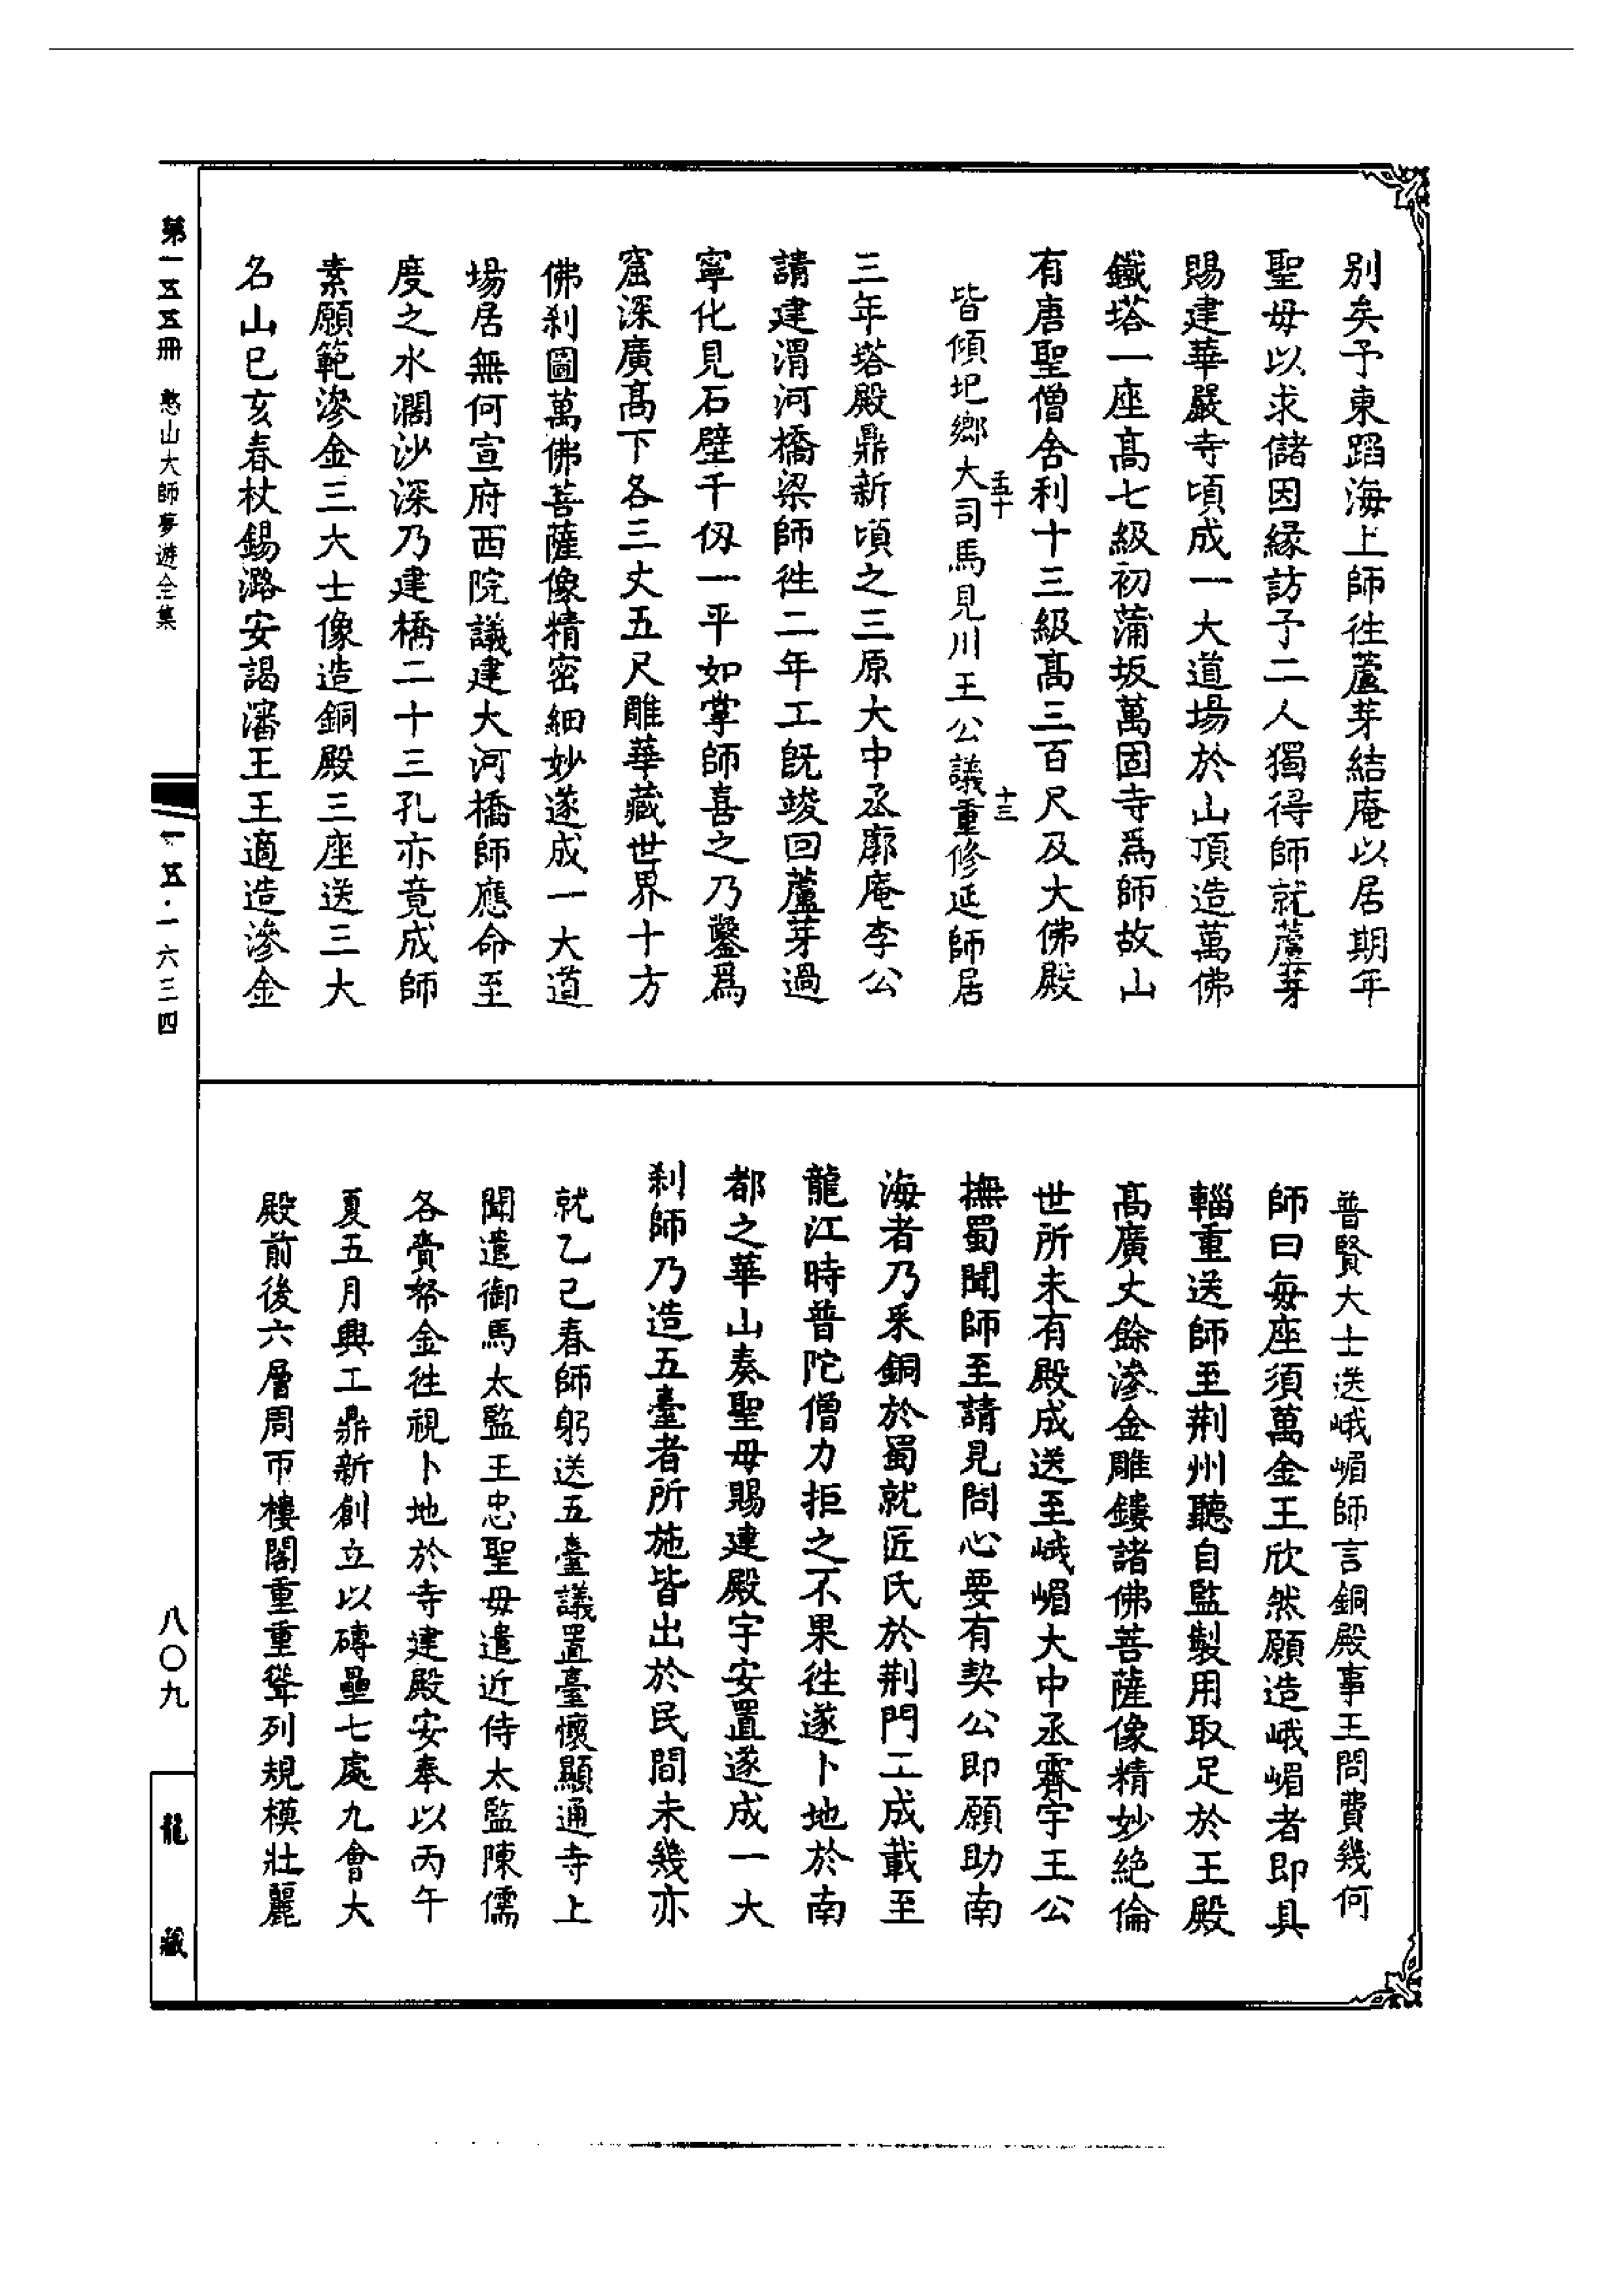 别矣予東蹈海上師徃蘆芽結庵以居期年
聖母以求儲因緣訪予二人獨得師就蘆芽
賜建華嚴寺頃成一大道場於山頂造萬佛
鐵塔一座高七級初蒲坂萬固寺爲師故山
有唐聖僧舍利十三級高三百尺及大佛殿
皆傾圮鄉大司馬見川王公議重修延師居
五十
十三
三年塔殿鼎新頃之三原大中丞廓庵李公
請建渭河橋梁師徃二年工既竣回蘆芽過
寧化見石壁千仭一平如掌師喜之乃鑿爲
窟深廣高下各三丈五尺雕華藏世界十方
佛刹圖萬佛菩薩像精密細妙遂成一大道
場居無何宣府西院議建大河橋師應命至
度之水濶沙深乃建橋二十三孔亦竟成師
素願範滲金三大士像造銅殿三座送三大
名山已亥春杖錫潞安謁瀋王王適造滲金
普賢大士送峨嵋師言銅殿事王問費幾何
師曰每座須萬金王欣然願造峨嵋者即具
輜重送師至荆州聽自監製用取足於王殿
高廣丈餘滲金雕鏤諸佛菩薩像精妙絶倫
世所未有殿成送至峨嵋大中丞霽宇王公
撫蜀聞師至請見問心要有契公即願助南
海者乃釆銅於蜀就匠氏於荆門工成載至
龍江時普陀僧力拒之不果徃遂卜地於南
都之華山奏聖母賜建殿宇安置遂成一大
刹師乃造五臺者所施皆出於民間未幾亦
就乙巳春師躬送五臺議置臺懷顯通寺上
聞遣御馬太監王忠聖母遣近侍太監陳儒
各賫帑金徃視卜地於寺建殿安奉以丙午
夏五月興工鼎新創立以磚壘七處九會大
殿前後六層周帀樓閣重重聳列規模壯麗
第一五五冊　憨山大師夢遊全集
一五五·一六三四
八〇九
龍藏